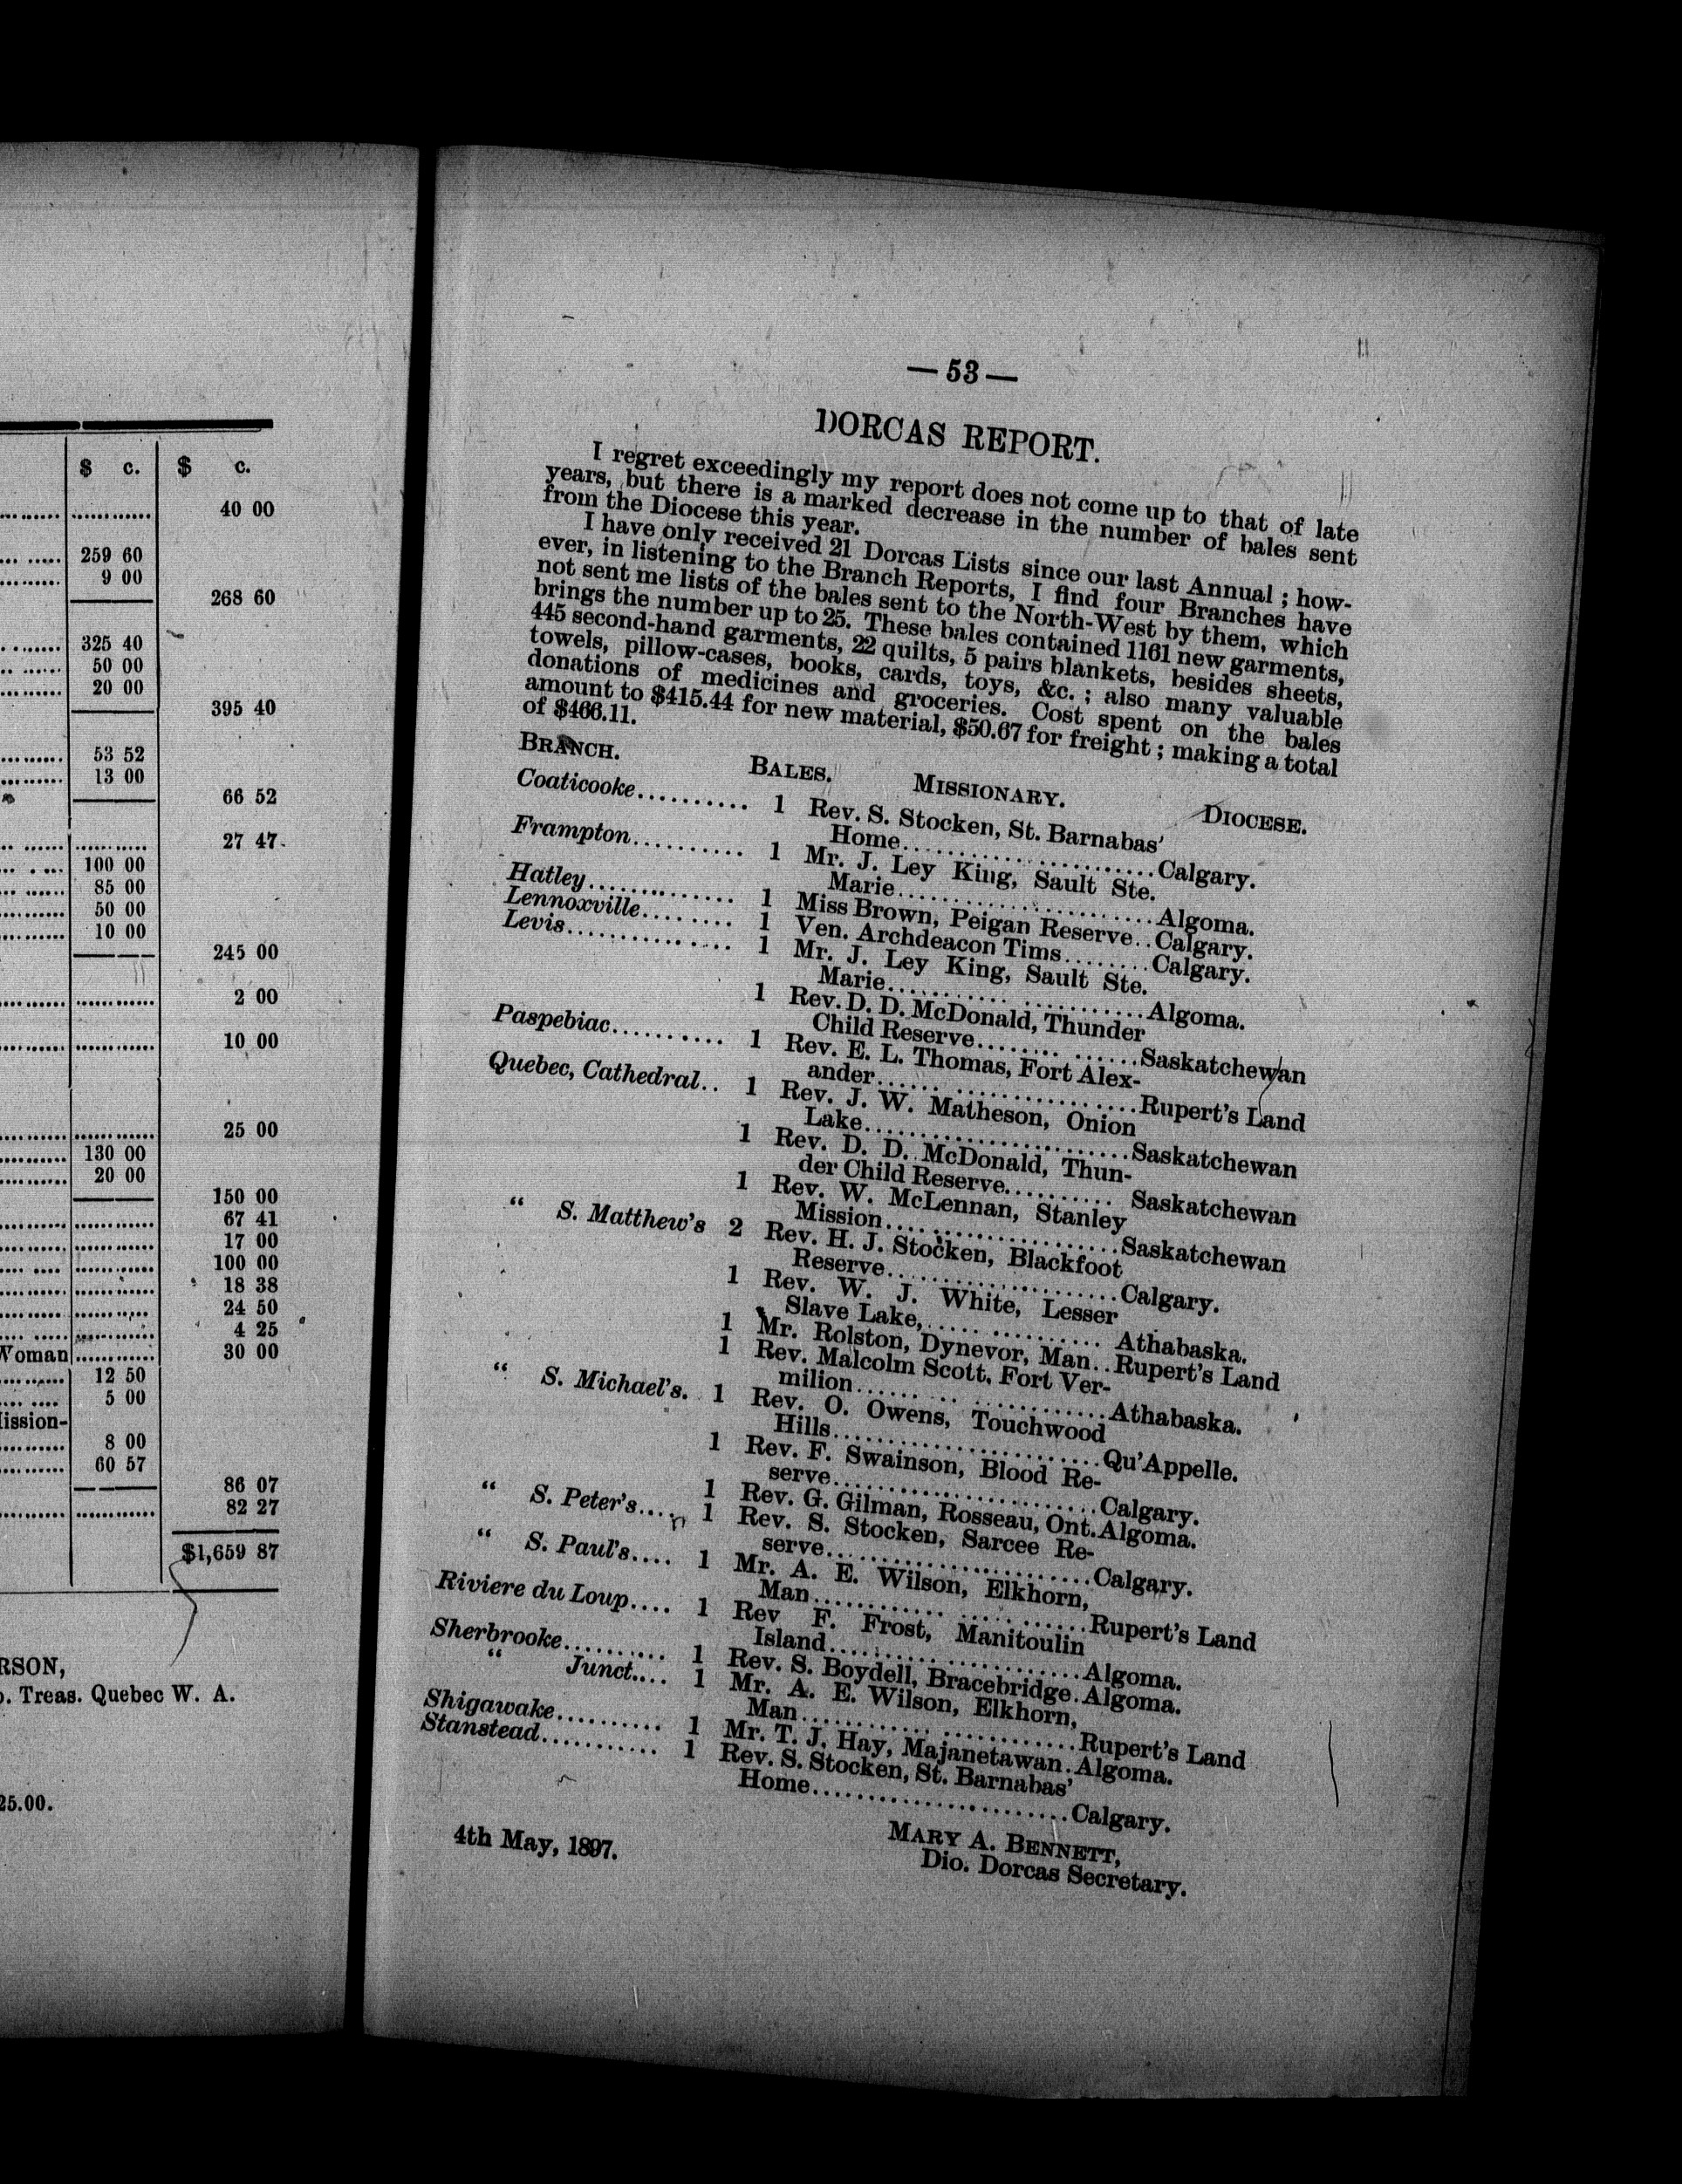 $ c. $ c.
............ 40 00
259 60
9 00
268 60
325 40
50 00
20 00
395 40
53 52
13 00
66 52
............ 27 47
100 00
85 00
50 00
10 00
245 00
............ 2 00
............ 10 00
............ 25 00
130 00
20 00
150 00
............ 67 41
............ 17 00
............ 100 00
............ 18 38
............ 24 50
............ 4 25
Woman ............ 30 00
12 50
5 00
ission-
8 00
60 57
86 07
............ 82 27
$1,659 87
RSON,
. Treas. Quebec W. A.
25.00.
— 53 —
DORCAS REPORT.
I regret exceedingly my report does not come up to that of late
years, but there is a marked decrease in the number of bales sent
from the Diocese this year.
I have only received 21 Dorcas Lists since our last Annual ; how-
ever, in listening to the Branch Reports, I find four Branches have
not sent me lists of the bales sent to the North-West by them, which
brings the number up to 25. These bales contained 1161 new garments,
445 second-hand garments, 22 quilts, 5 pairs blankets, besides sheets,
towels, pillow-cases, books, cards, toys, &c. ; also many valuable
donations of medicines and groceries. Cost spent on the bales
amount to $415.44 for new material, $50.67 for freight ; making a total
of $466.11.
BRANCH. BALES. MISSIONARY. DIOCESE.
Coaticooke.......... 1 Rev. S. Stocken, St. Barnabas'
Home........................Calgary.
Frampton.......... 1 Mr. J. Ley King, Sault Ste.
Marie........................Algoma.
Hatley.............. 1 Miss Brown, Peigan Reserve..Calgary.
Lennoxville........ 1 Ven. Archdeacon Tims........Calgary.
Levis............... 1 Mr. J. Ley King, Sault Ste.
Marie........................Algoma.
1 Rev. D. D. McDonald, Thunder
Child Reserve........ ......Saskatchewan
Paspebiac.......... 1 Rev. E. L. Thomas, Fort Alex-
ander........................Rupert's Land
Quebec, Cathedral.. 1 Rev. J. W. Matheson, Onion
Lake........................Saskatchewan
1 Rev. D. D. McDonald, Thun-
der Child Reserve.......... Saskatchewan
1 Rev. W. McLennan, Stanley
Mission......................Saskatchewan
“ S. Matthew's 2 Rev. H. J. Stocken, Blackfoot
Reserve......................Calgary.
1 Rev. W. J. White, Lesser
Slave Lake,..... ............ Athabaska.
1 Mr. Rolston, Dynevor, Man..Rupert's Land
1 Rev. Malcolm Scott, Fort Ver-
milion........................Athabaska.
“ S. Michael's. 1 Rev. O. Owens, Touchwood
Hills........................Qu'Appelle.
1 Rev. F. Swainson, Blood Re-
serve........................Calgary.
1 Rev. G. Gilman, Rosseau, Ont.Algoma.
“ S. Peter's.... 1 Rev. S. Stocken, Sarcee Re-
serve........................Calgary.
“ S. Paul's.... 1 Mr. A. E. Wilson, Elkhorn,
Man............ ............Rupert's Land
Riviere du Loup.... 1 Rev F. Frost, Manitoulin
Island........................Algoma.
Sherbrooke.......... 1 Rev. S. Boydell, Bracebridge.Algoma.
“ Junct.... 1 Mr. A. E. Wilson, Elkhorn,
Man............ ............Rupert's Land
Shigawake.......... 1 Mr. T. J. Hay, Majanetawan.Algoma.
Stanstead........... 1 Rev. S. Stocken, St. Barnabas'
Home........................Calgary.
MARY A. BENNETT,
Dio. Dorcas Secretary.
4th May, 1897.